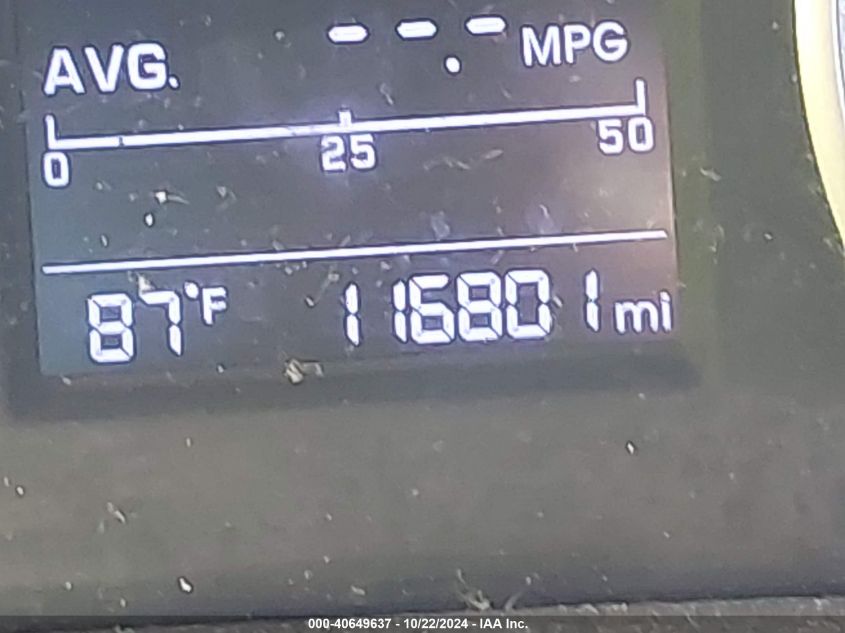 AVG. --.- MPG
0 25 50
87°F 116801 mi
000-40649637 - 10/22/2024 - IAA Inc.